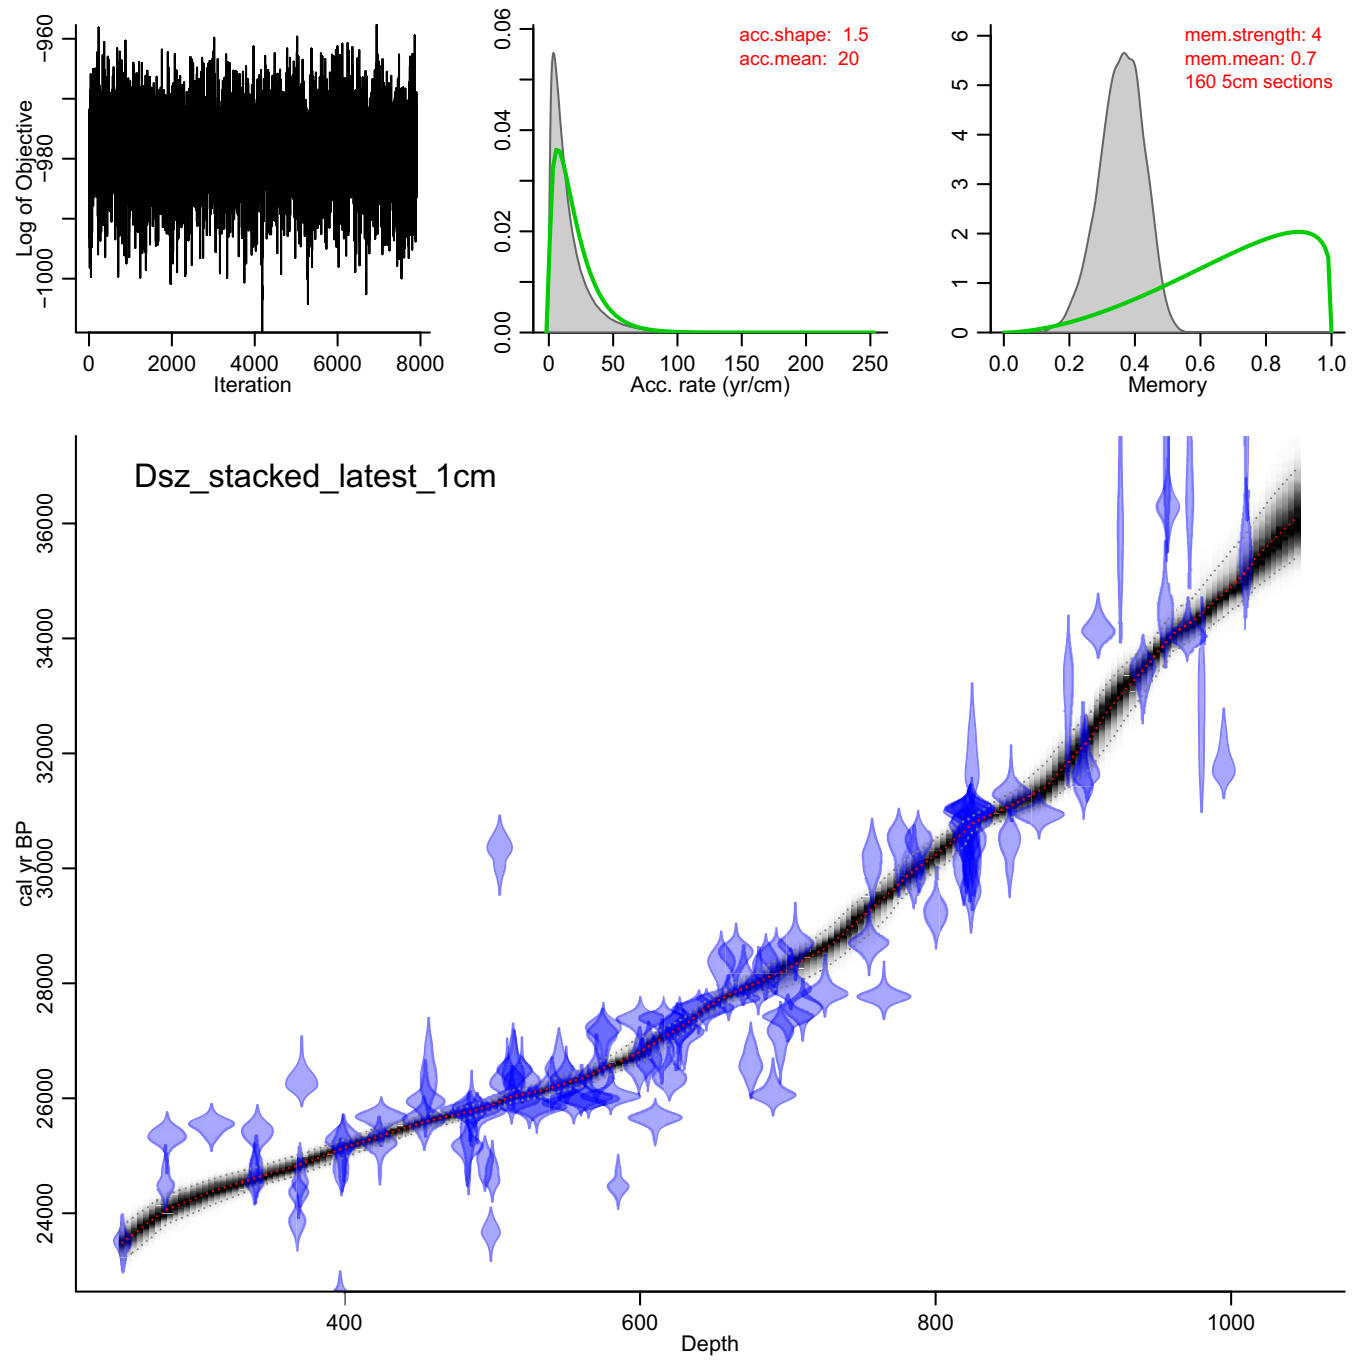 Log of Objective
−960
−980
−1000
0 2000 4000 6000 8000
Iteration
acc.shape: 1.5
acc.mean: 20
0.06
0.04
0.02
0.00
0 50 100 150 200 250
Acc. rate (yr/cm)
mem.strength: 4
mem.mean: 0.7
160 5cm sections
6
5
4
3
2
1
0
0.0 0.2 0.4 0.6 0.8 1.0
Memory
Dsz_stacked_latest_1cm
cal yr BP
36000
34000
32000
30000
28000
26000
24000
400 600 800 1000
Depth